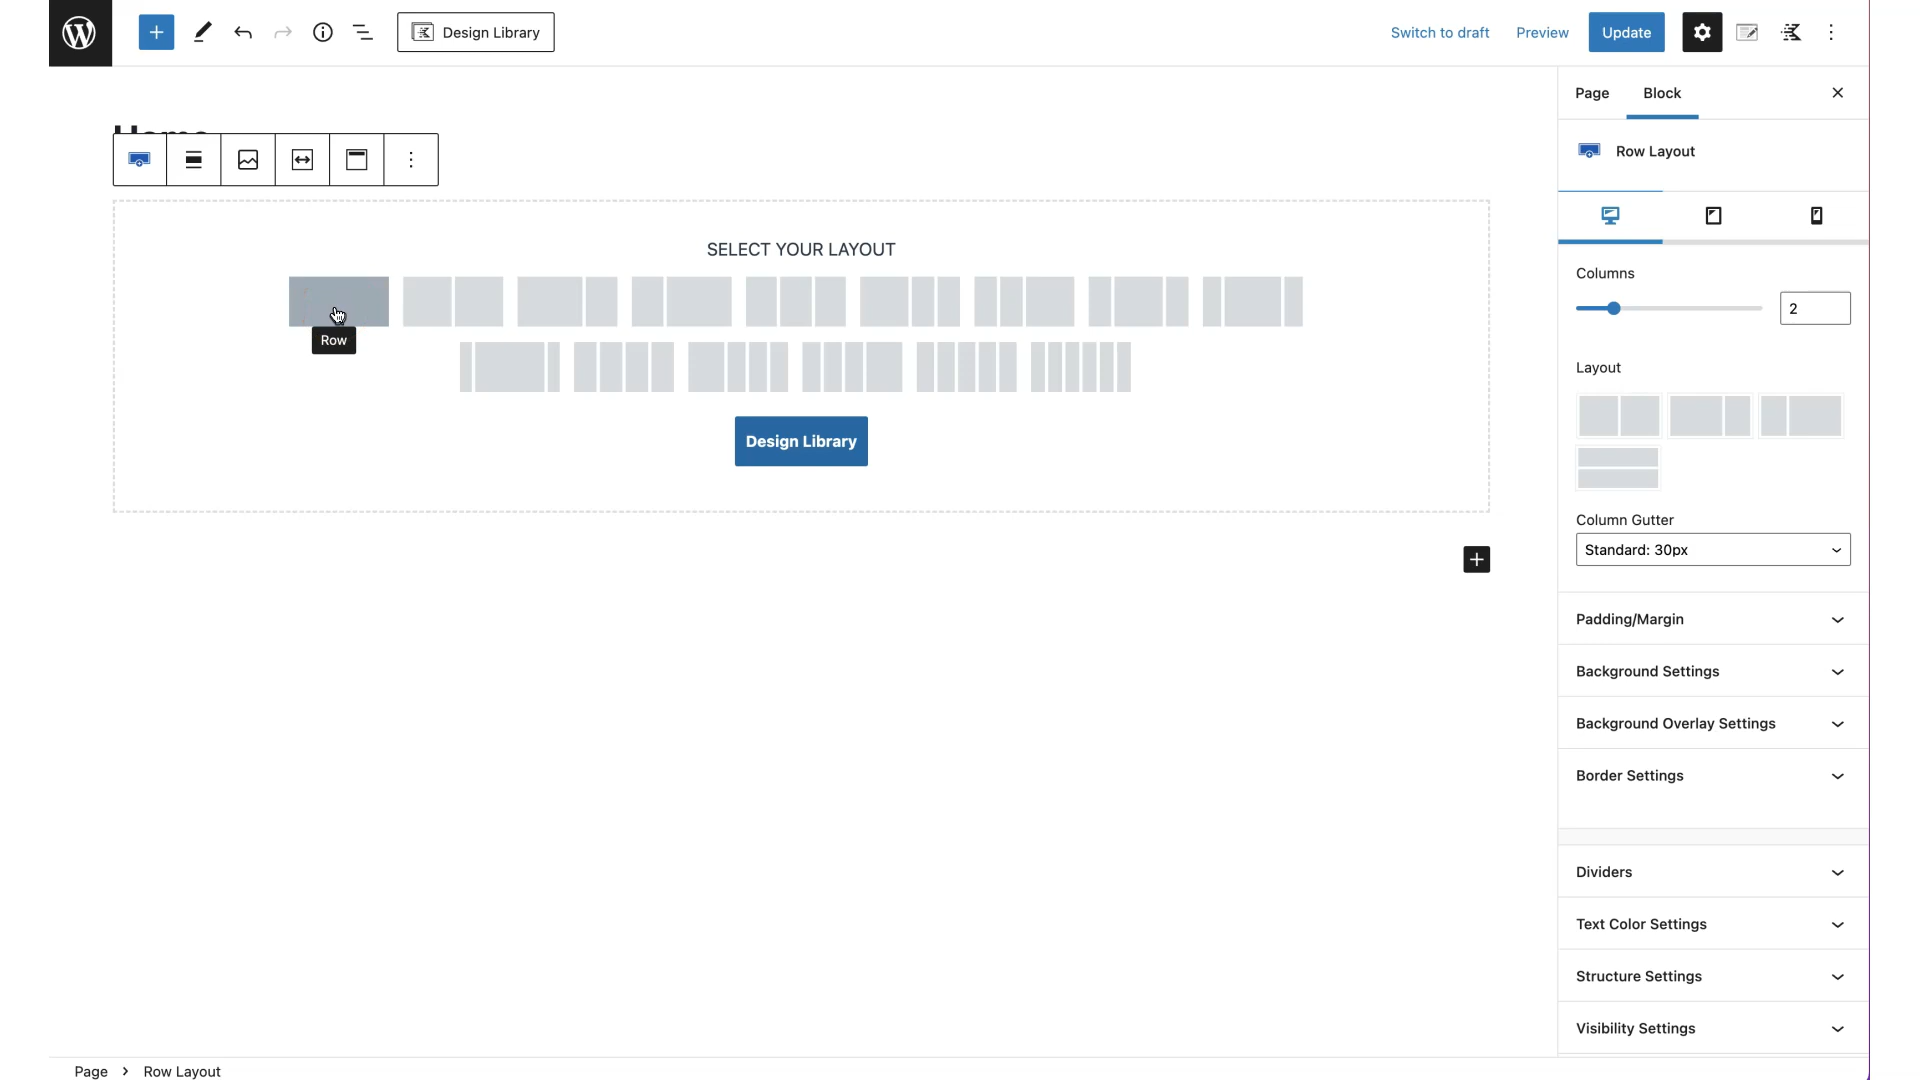 Design Library
Switch to draft
Preview
Update
Page
Block
Home
Row Layout
SELECT YOUR LAYOUT
Row
Design Library
Columns
2
Layout
Column Gutter
Standard: 30px
Padding/Margin
Background Settings
Background Overlay Settings
Border Settings
Dividers
Text Color Settings
Structure Settings
Visibility Settings
Page > Row Layout